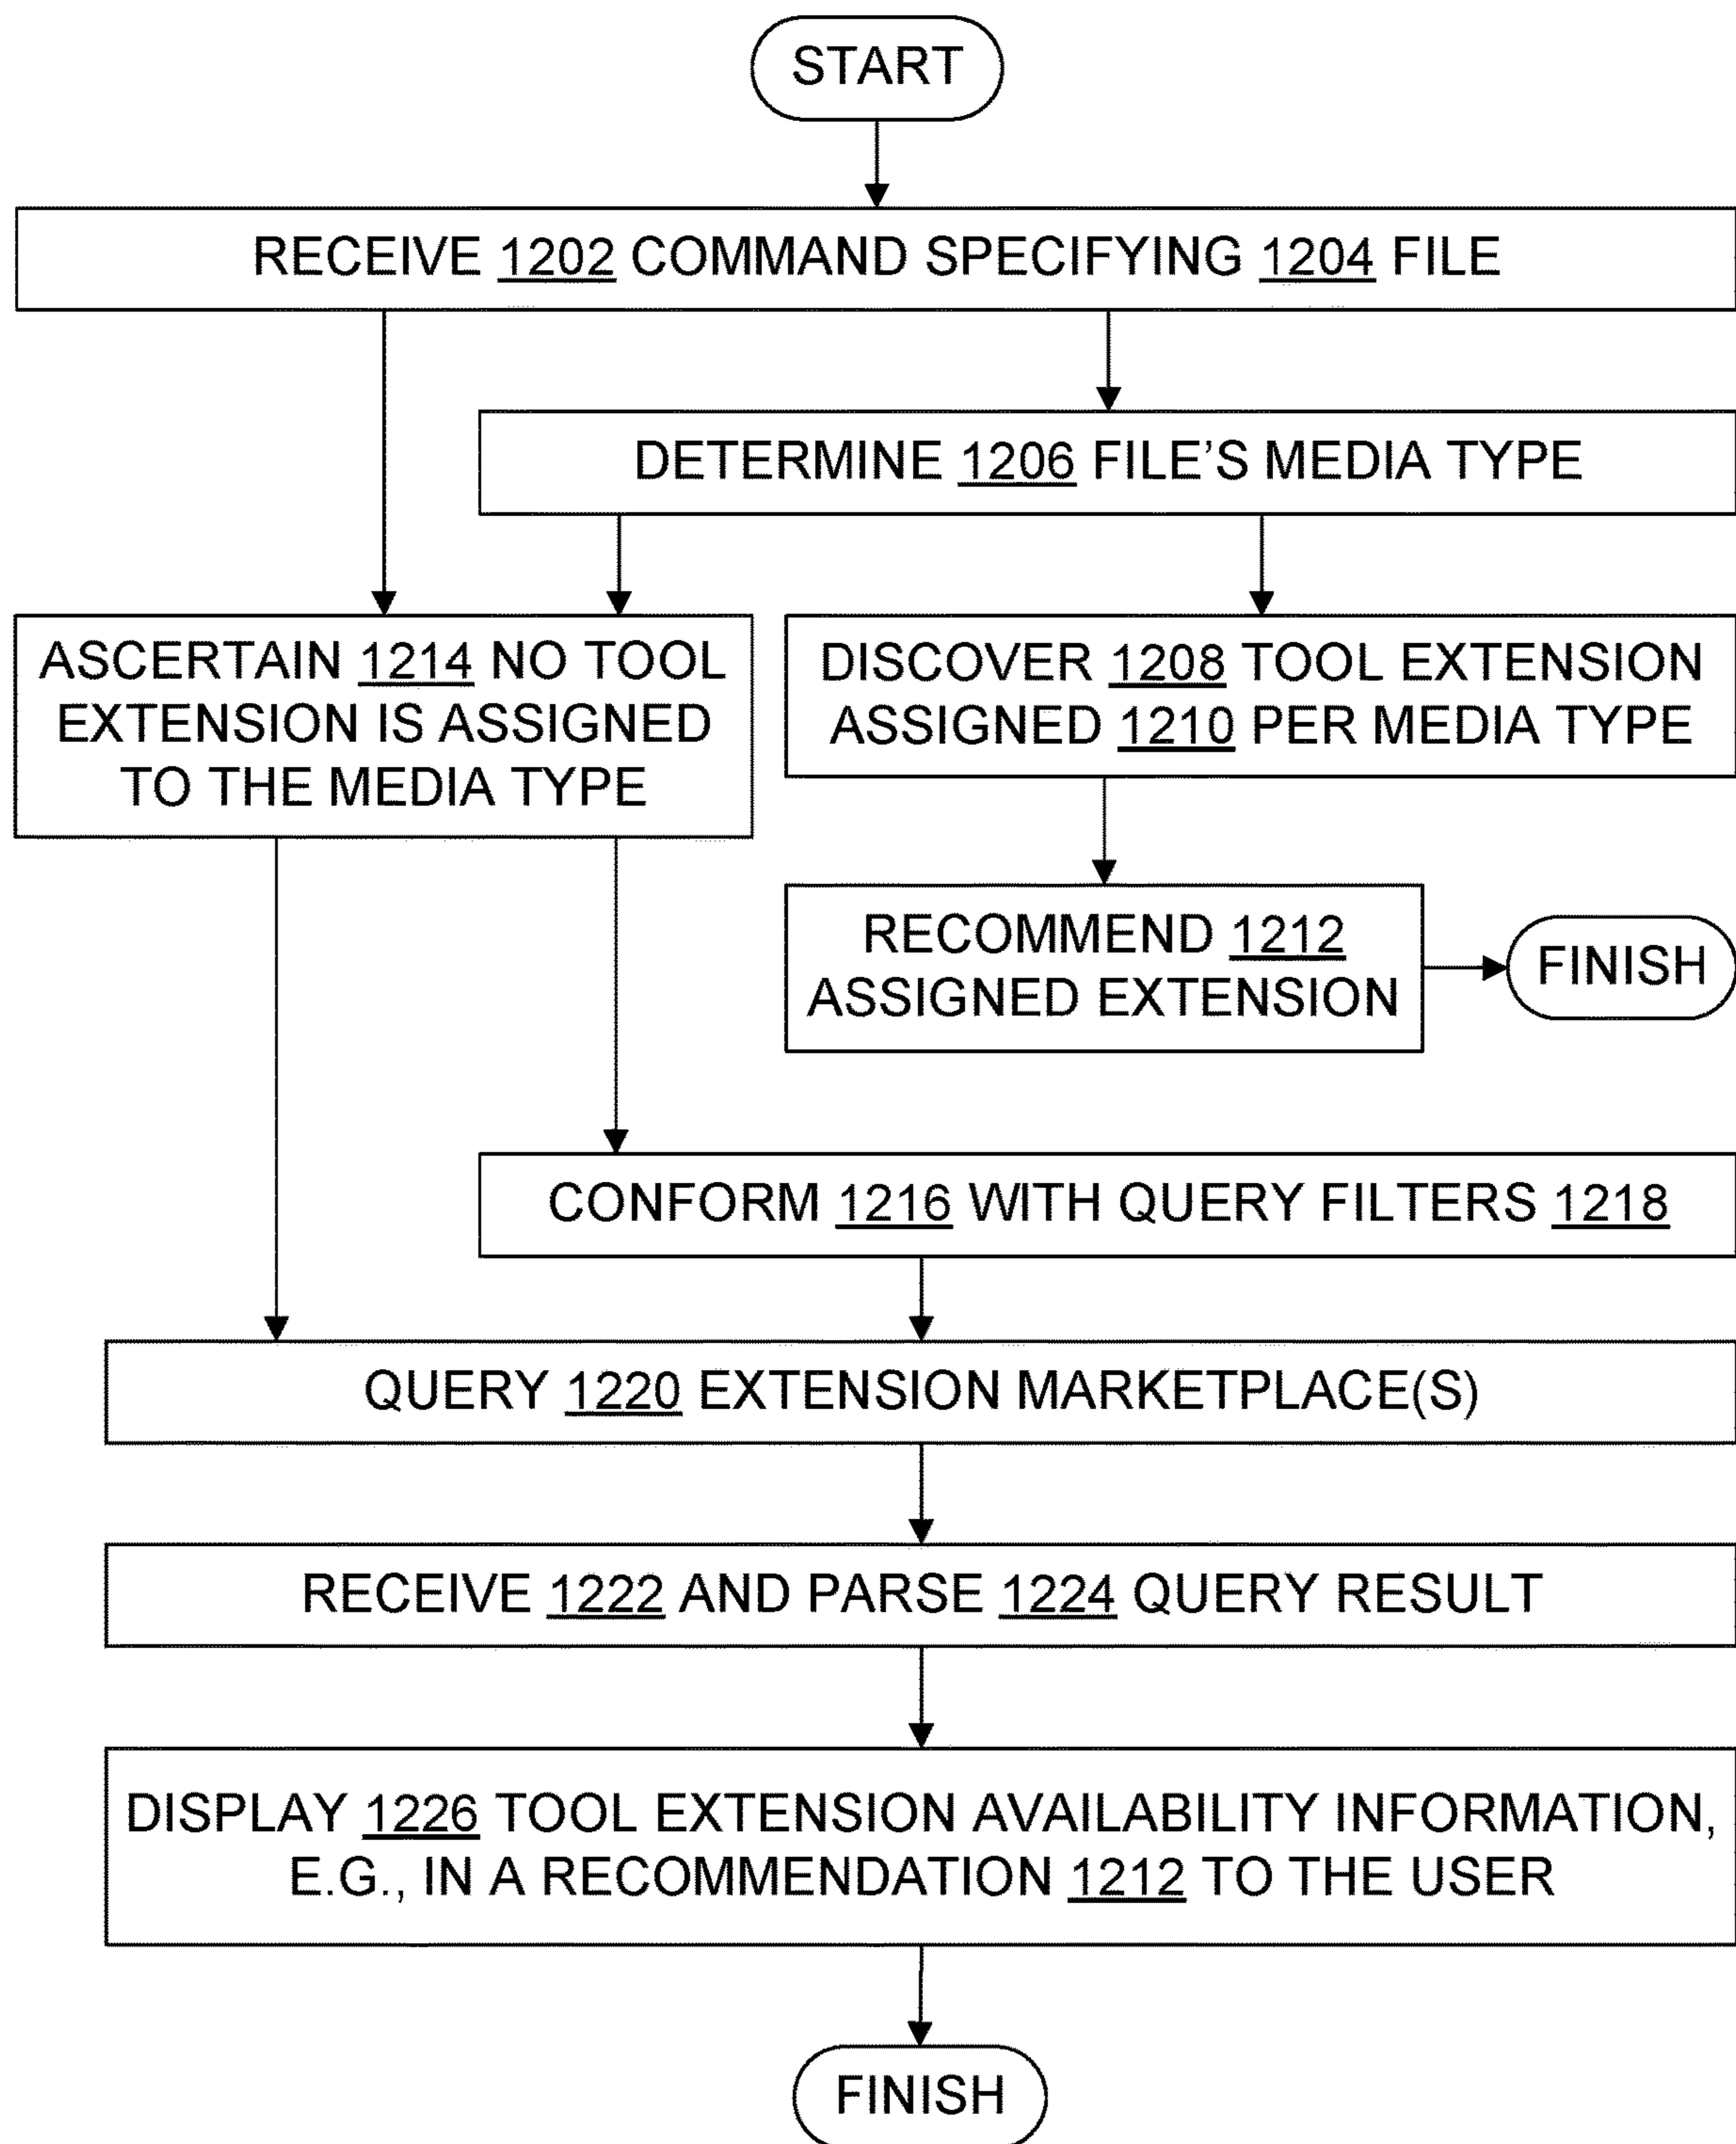 START
RECEIVE 1202 COMMAND SPECIFYING 1204 FILE
DETERMINE 1206 FILE'S MEDIA TYPE
ASCERTAIN 1214 NO TOOL
EXTENSION IS ASSIGNED
TO THE MEDIA TYPE
DISCOVER 1208 TOOL EXTENSION
ASSIGNED 1210 PER MEDIA TYPE
RECOMMEND 1212
ASSIGNED EXTENSION
FINISH
CONFORM 1216 WITH QUERY FILTERS 1218
QUERY 1220 EXTENSION MARKETPLACE(S)
RECEIVE 1222 AND PARSE 1224 QUERY RESULT
DISPLAY 1226 TOOL EXTENSION AVAILABILITY INFORMATION,
E.G., IN A RECOMMENDATION 1212 TO THE USER
FINISH